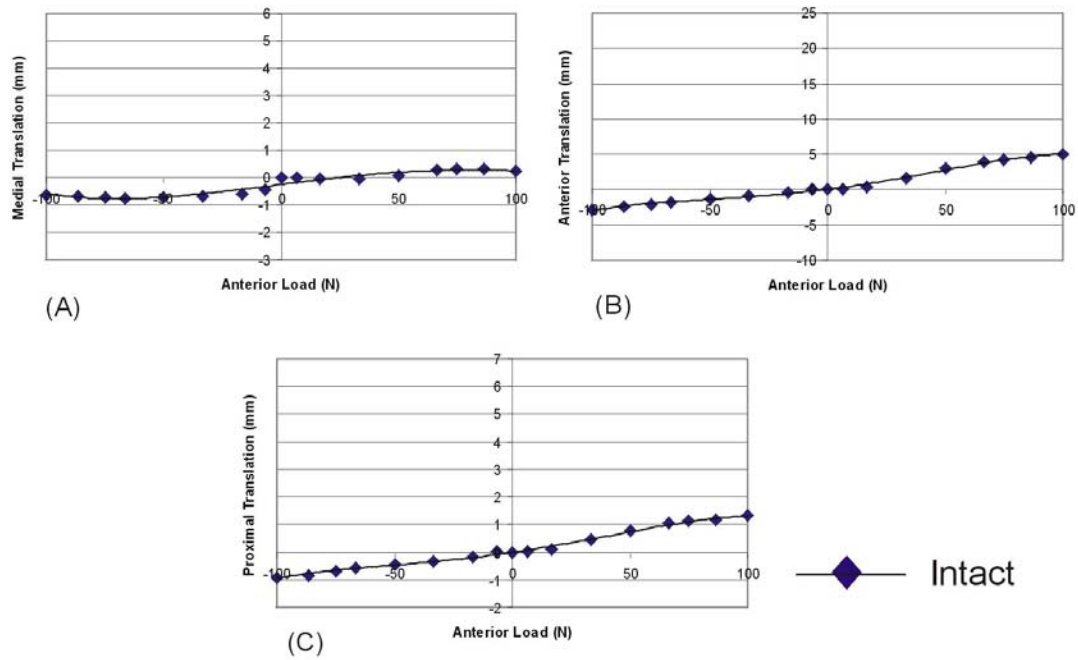 Medial Translation (mm)
6
5
4
3
2
1
0
-1
-2
-3
-100 -50 0 50 100
Anterior Load (N)
(A)
Anterior Translation (mm)
25
20
15
10
5
0
-5
-10
-100 -50 0 50 100
Anterior Load (N)
(B)
Proximal Translation (mm)
7
6
5
4
3
2
1
0
-1
-2
-100 -50 0 50 100
Anterior Load (N)
(C)
Intact